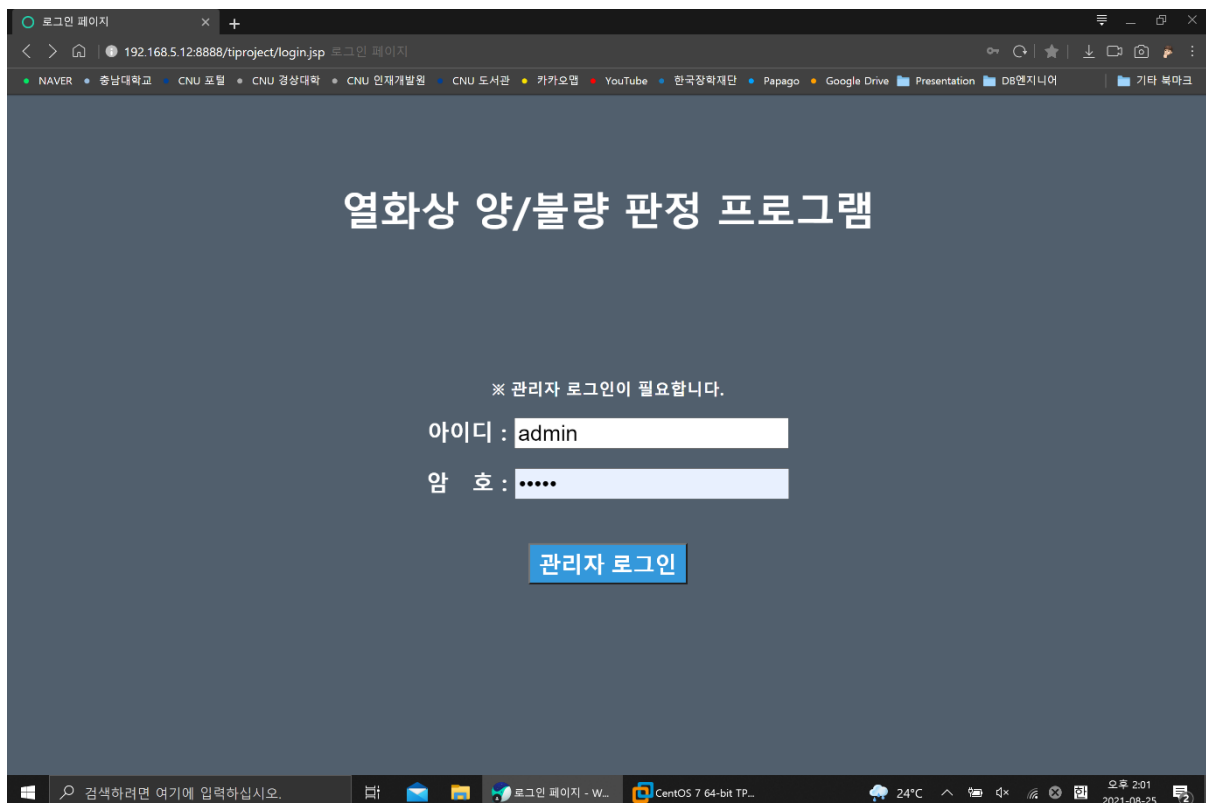 로그인 페이지
192.168.5.12:8888/tiproject/login.jsp 로그인 페이지
NAVER 충남대학교 CNU 포털 CNU 경상대학 CNU 인재개발원 CNU 도서관 카카오맵 YouTube 한국장학재단 Papago Google Drive Presentation DB엔지니어 기타 북마크
열화상 양/불량 판정 프로그램
※ 관리자 로그인이 필요합니다.
아이디 : admin
암 호 : •••••
관리자 로그인
검색하려면 여기에 입력하십시오.
로그인 페이지 - W...
CentOS 7 64-bit TP...
24°C
한
오후 2:01
2021-08-25
2